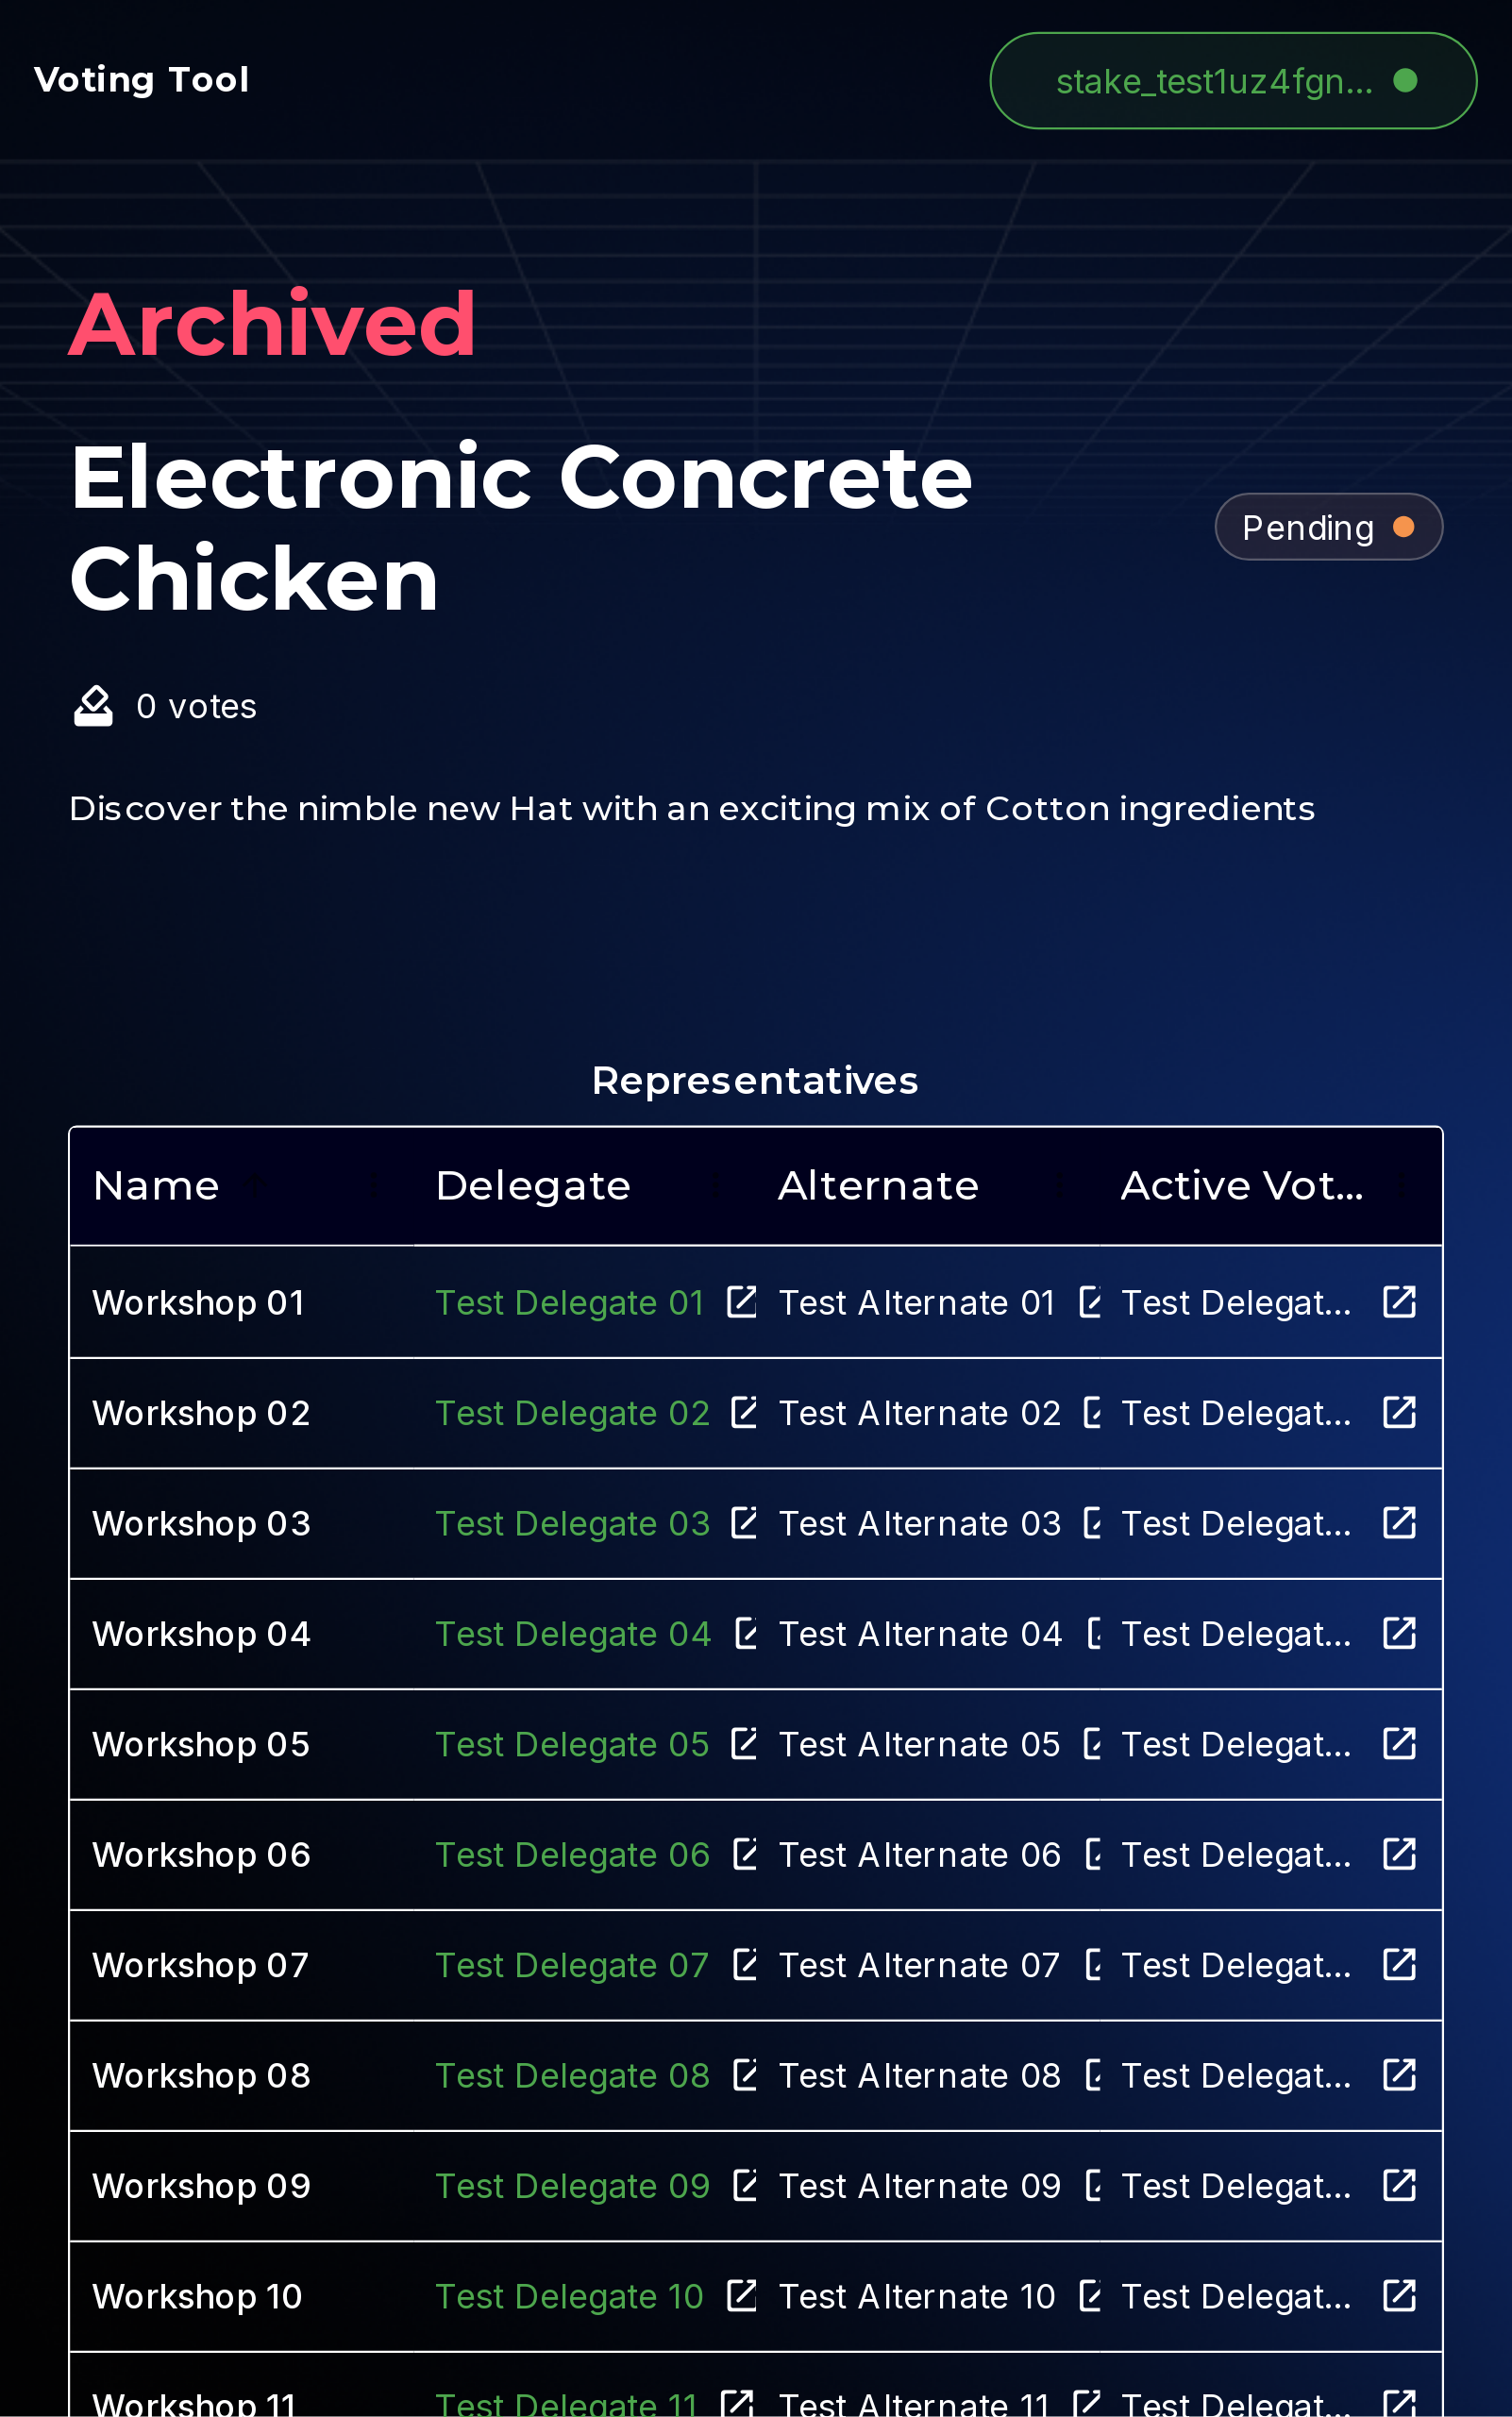 Voting Tool
stake_test1uz4fgn...
Archived
Electronic Concrete
Chicken
Pending
0 votes
Discover the nimble new Hat with an exciting mix of Cotton ingredients
Representatives
Name Delegate Alternate Active Vot...
Workshop 01 Test Delegate 01 Test Alternate 01 Test Delegat...
Workshop 02 Test Delegate 02 Test Alternate 02 Test Delegat...
Workshop 03 Test Delegate 03 Test Alternate 03 Test Delegat...
Workshop 04 Test Delegate 04 Test Alternate 04 Test Delegat...
Workshop 05 Test Delegate 05 Test Alternate 05 Test Delegat...
Workshop 06 Test Delegate 06 Test Alternate 06 Test Delegat...
Workshop 07 Test Delegate 07 Test Alternate 07 Test Delegat...
Workshop 08 Test Delegate 08 Test Alternate 08 Test Delegat...
Workshop 09 Test Delegate 09 Test Alternate 09 Test Delegat...
Workshop 10 Test Delegate 10 Test Alternate 10 Test Delegat...
Workshop 11 Test Delegate 11 Test Alternate 11 Test Delegat...